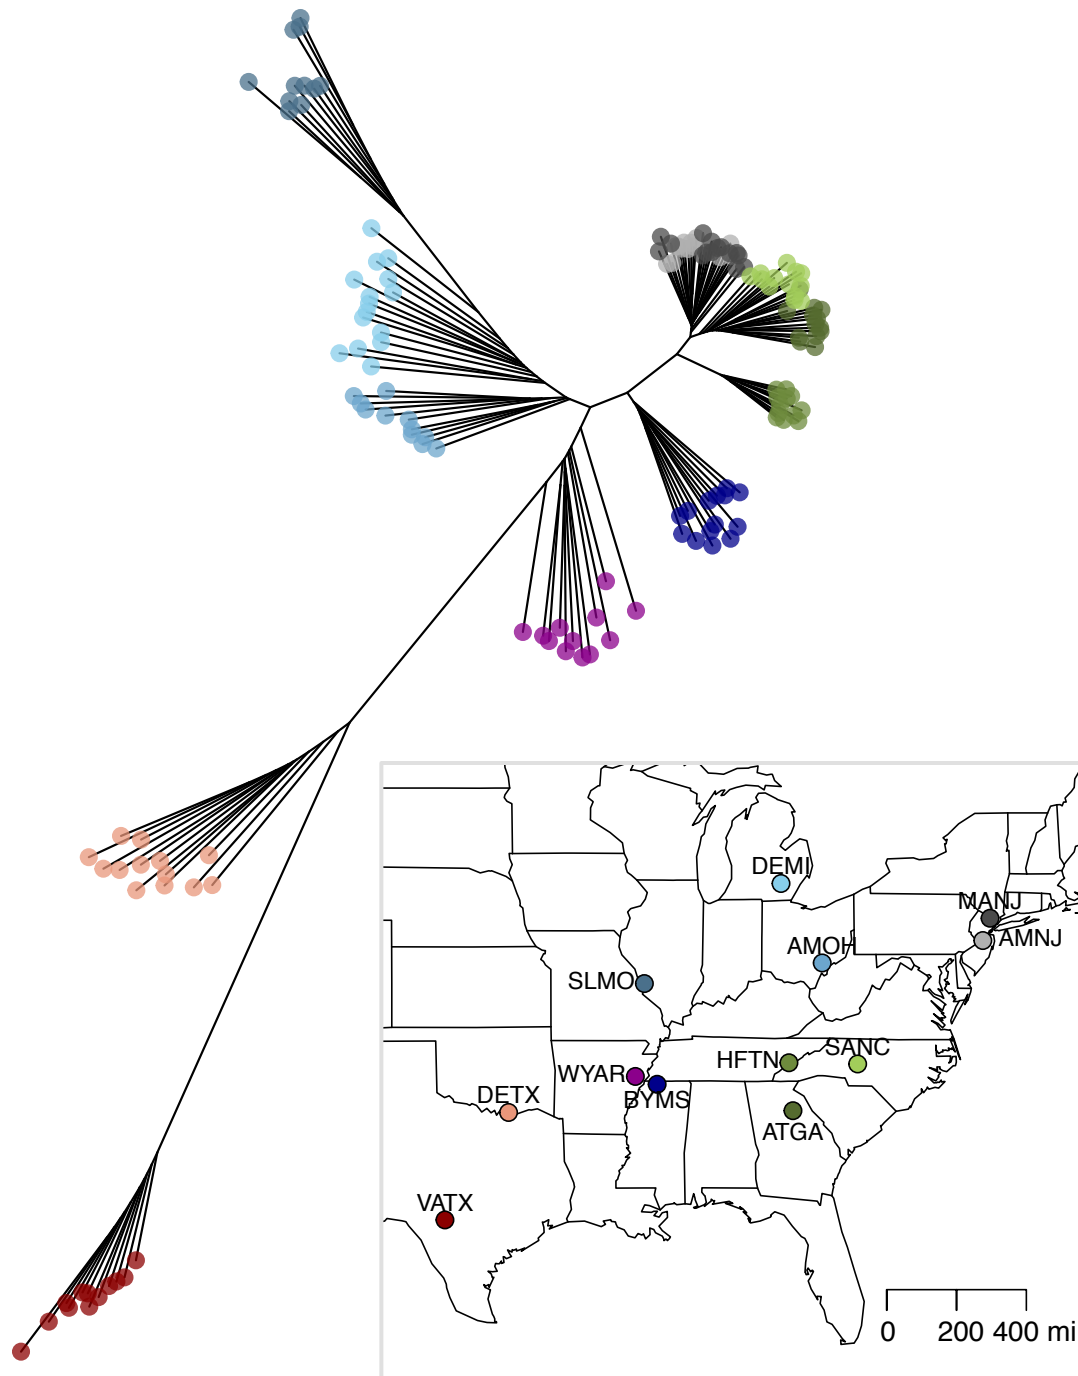 DEMI
MANJ
AMOH
AMNJ
SLMO
HFTN
SANC
WYAR
BYMS
DETX
ATGA
VATX
0 200 400 mi